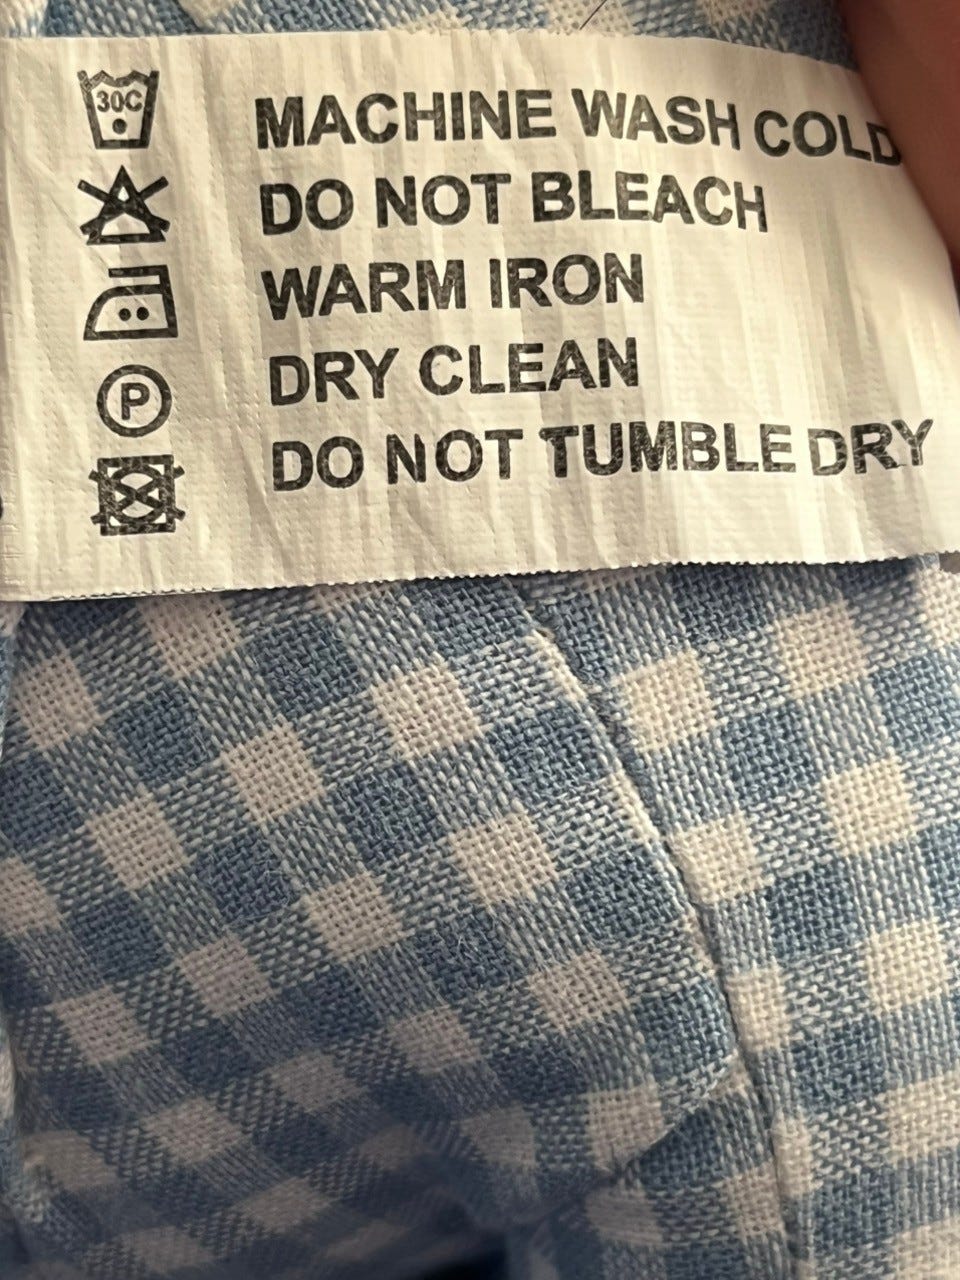 30C MACHINE WASH COLD
DO NOT BLEACH
WARM IRON
P DRY CLEAN
DO NOT TUMBLE DRY